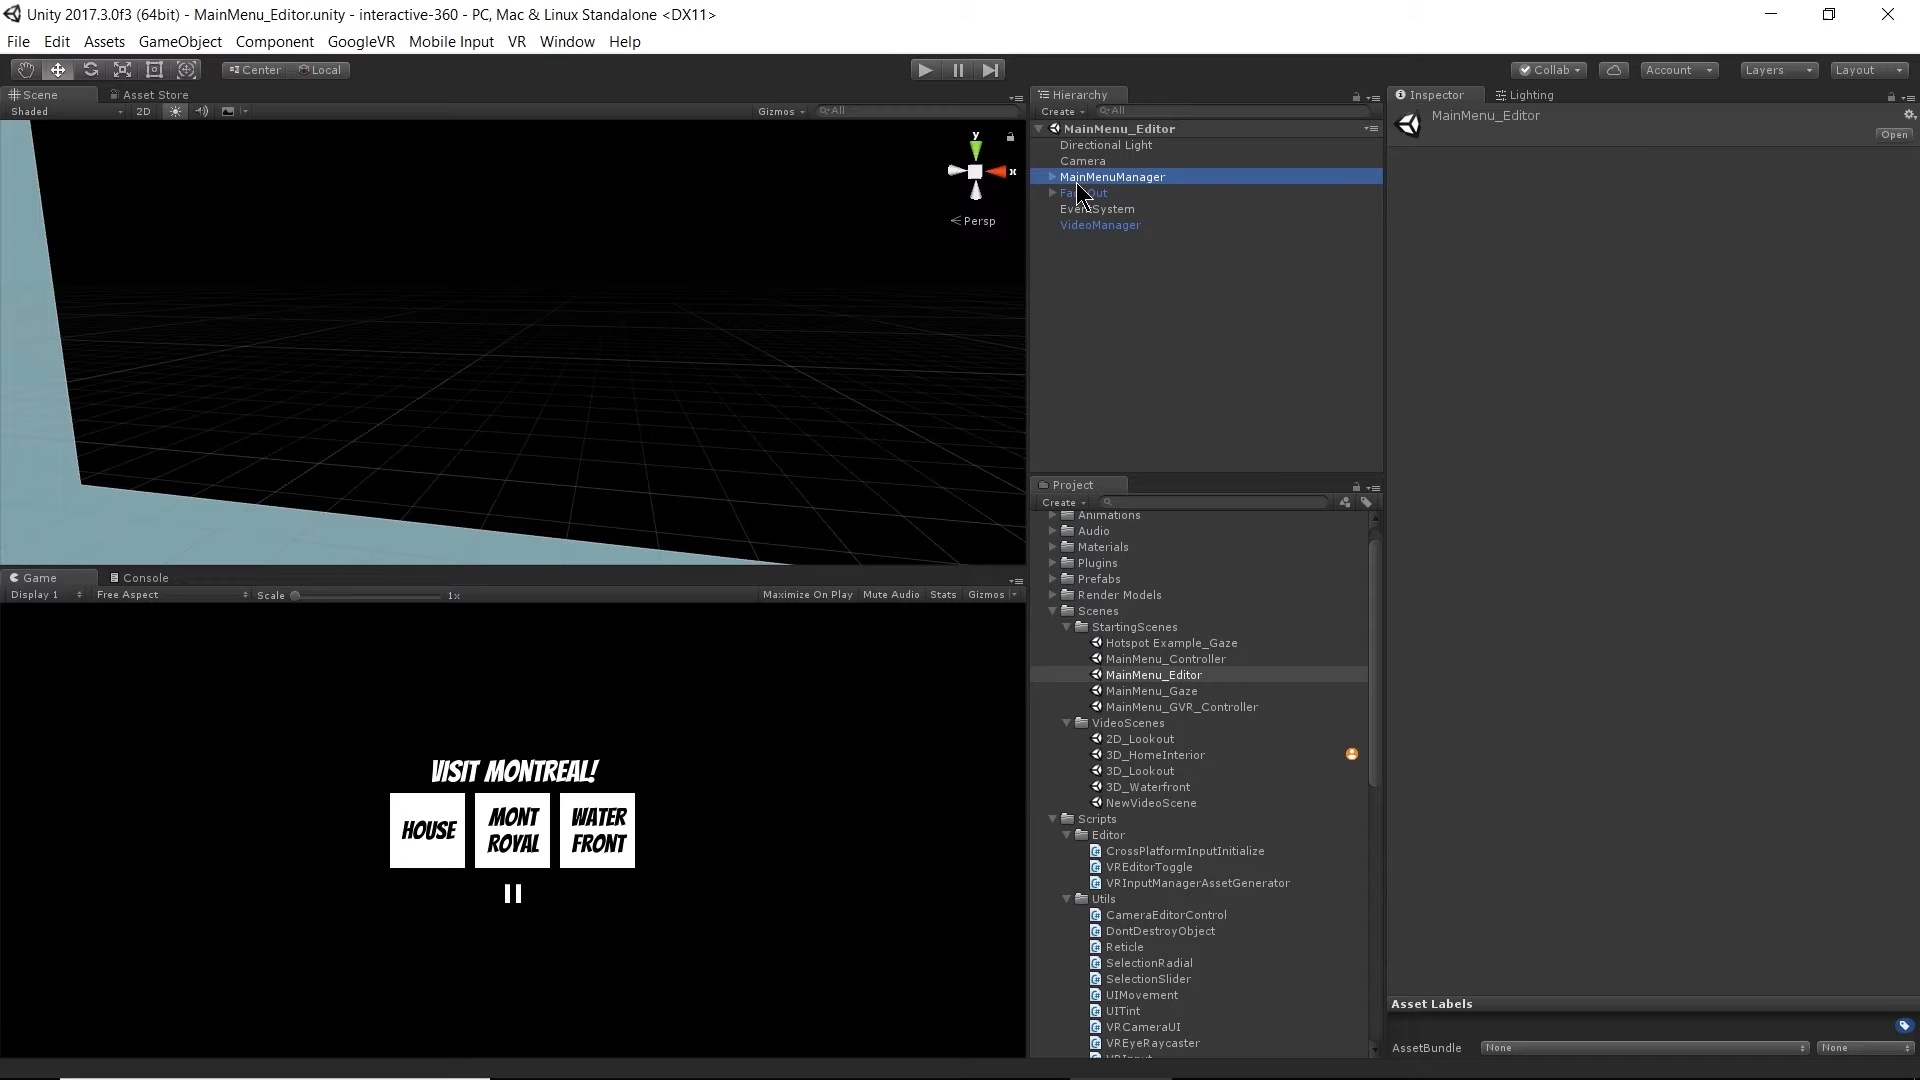 Unity 2017.3.0f3 (64bit) - MainMenu_Editor.unity - interactive-360 - PC, Mac & Linux Standalone <DX11>
File Edit Assets GameObject Component GoogleVR Mobile Input VR Window Help
Center Local Collab Account Layers Layout
Scene Asset Store
Shaded 2D Gizmos All
y
x
Persp
Game Console
Display 1 Free Aspect Scale 1x Maximize On Play Mute Audio Stats Gizmos
VISIT MONTREAL!
HOUSE
MONT
ROYAL
WATER
FRONT
Hierarchy
Create All
MainMenu_Editor
Directional Light
Camera
MainMenuManager
EventSystem
VideoManager
Project
Create
Animations
Audio
Materials
Plugins
Prefabs
Render Models
Scenes
StartingScenes
Hotspot Example_Gaze
MainMenu_Controller
MainMenu_Editor
MainMenu_Gaze
MainMenu_GVR_Controller
VideoScenes
2D_Lookout
3D_HomeInterior
3D_Lookout
3D_Waterfront
NewVideoScene
Scripts
Editor
CrossPlatformInputInitialize
VREditorToggle
VRInputManagerAssetGenerator
Utils
CameraEditorControl
DontDestroyObject
Reticle
SelectionRadial
SelectionSlider
UIMovement
UITint
VRCameraUI
VREyeRaycaster
Inspector Lighting
MainMenu_Editor
Open
Asset Labels
AssetBundle None None